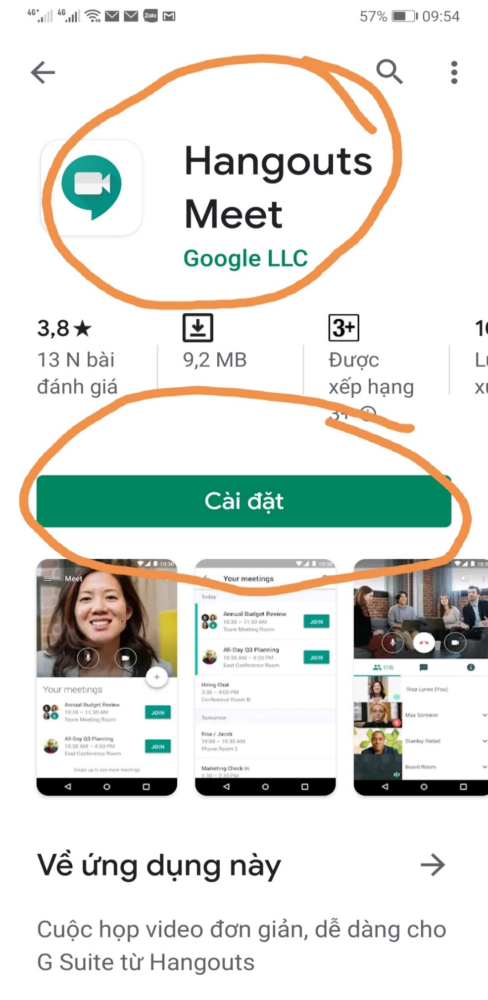 4G+ 4G Zalo 57% 09:54
Hangouts
Meet
Google LLC
3,8★
13 N bài
đánh giá
9,2 MB
3+
Được
xếp hạng
3+
Cài đặt
10:30
Meet
Your meetings
Annual Budget Review
10:30 – 11:30 AM
Team Meeting Room
JOIN
All-Day Q3 Planning
10:30 AM – 4:30 PM
East Conference Room
JOIN
Swipe up to see more meetings
10:30
Your meetings
Today
Annual Budget Review
10:30 – 11:30 AM
Team Meeting Room
JOIN
All-Day Q3 Planning
10:30 AM – 4:30 PM
East Conference Room
JOIN
Hiring Chat
3:30 – 4:00 PM
Conference Room B
Tomorrow
Risa / Jacob
10:00 – 10:30 AM
Phone Room 3
Marketing Check-In
1:30 – 2:30 PM
(10)
Risa Lynes (You)
Max Sommer
Stanley Riebel
Board Room
Về ứng dụng này
Cuộc họp video đơn giản, dễ dàng cho
G Suite từ Hangouts